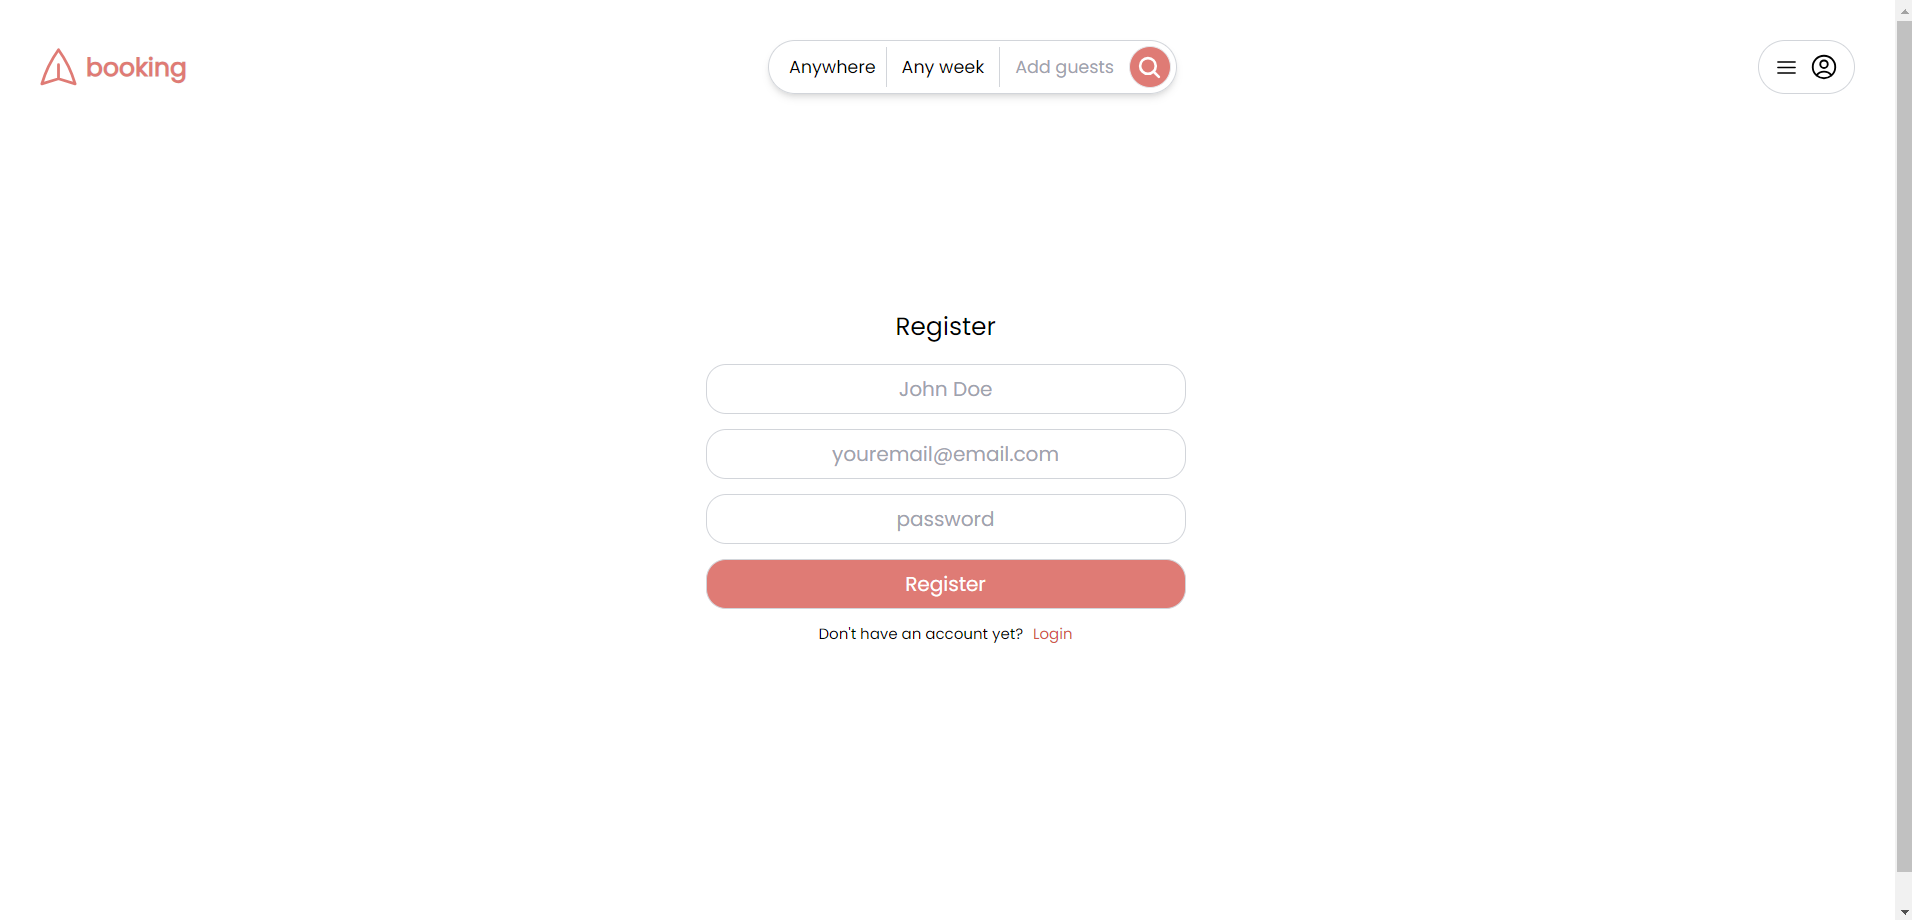 booking
Anywhere Any week Add guests
Register
John Doe
youremail@email.com
password
Register
Don't have an account yet? Login